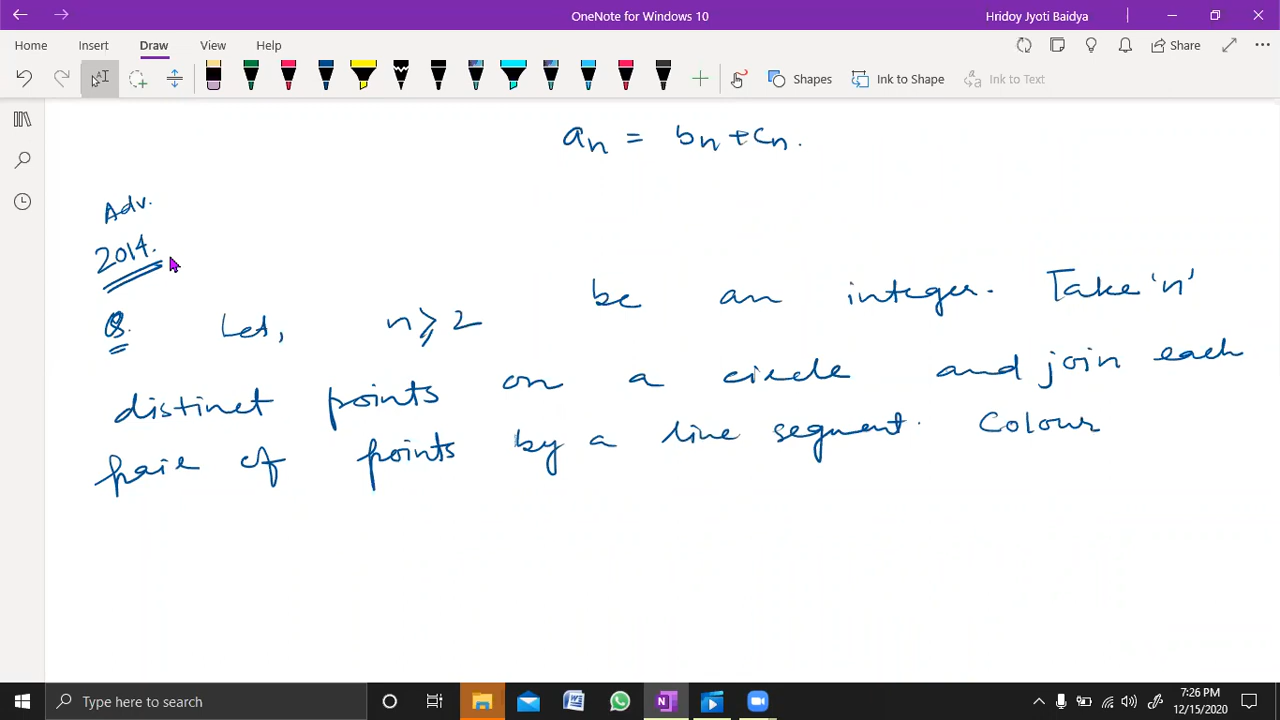 OneNote for Windows 10
Hridoy Jyoti Baidya
Home Insert Draw View Help
Share
Shapes
Ink to Shape
Ink to Text
an = bn + cn.
Adv.
2014.
Q. Let, n ≥ 2 be an integer. Take 'n'
distinct points on a circle and join each
pair of points by a line segment. Colour
Type here to search
7:26 PM
12/15/2020